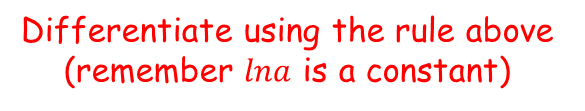 Differentiate using the rule above
(remember lna is a constant)